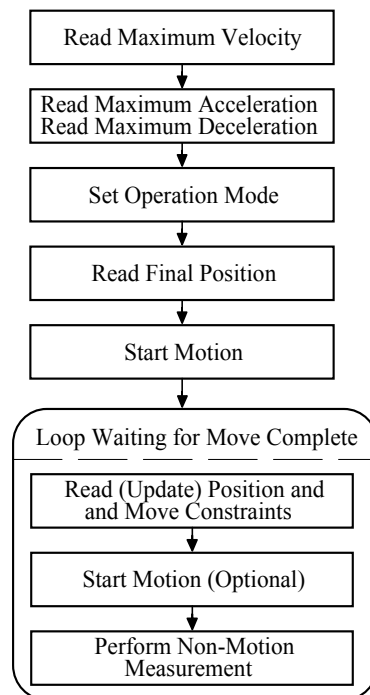 Read Maximum Velocity
Read Maximum Acceleration
Read Maximum Deceleration
Set Operation Mode
Read Final Position
Start Motion
Loop Waiting for Move Complete
Read (Update) Position and
and Move Constraints
Start Motion (Optional)
Perform Non-Motion
Measurement